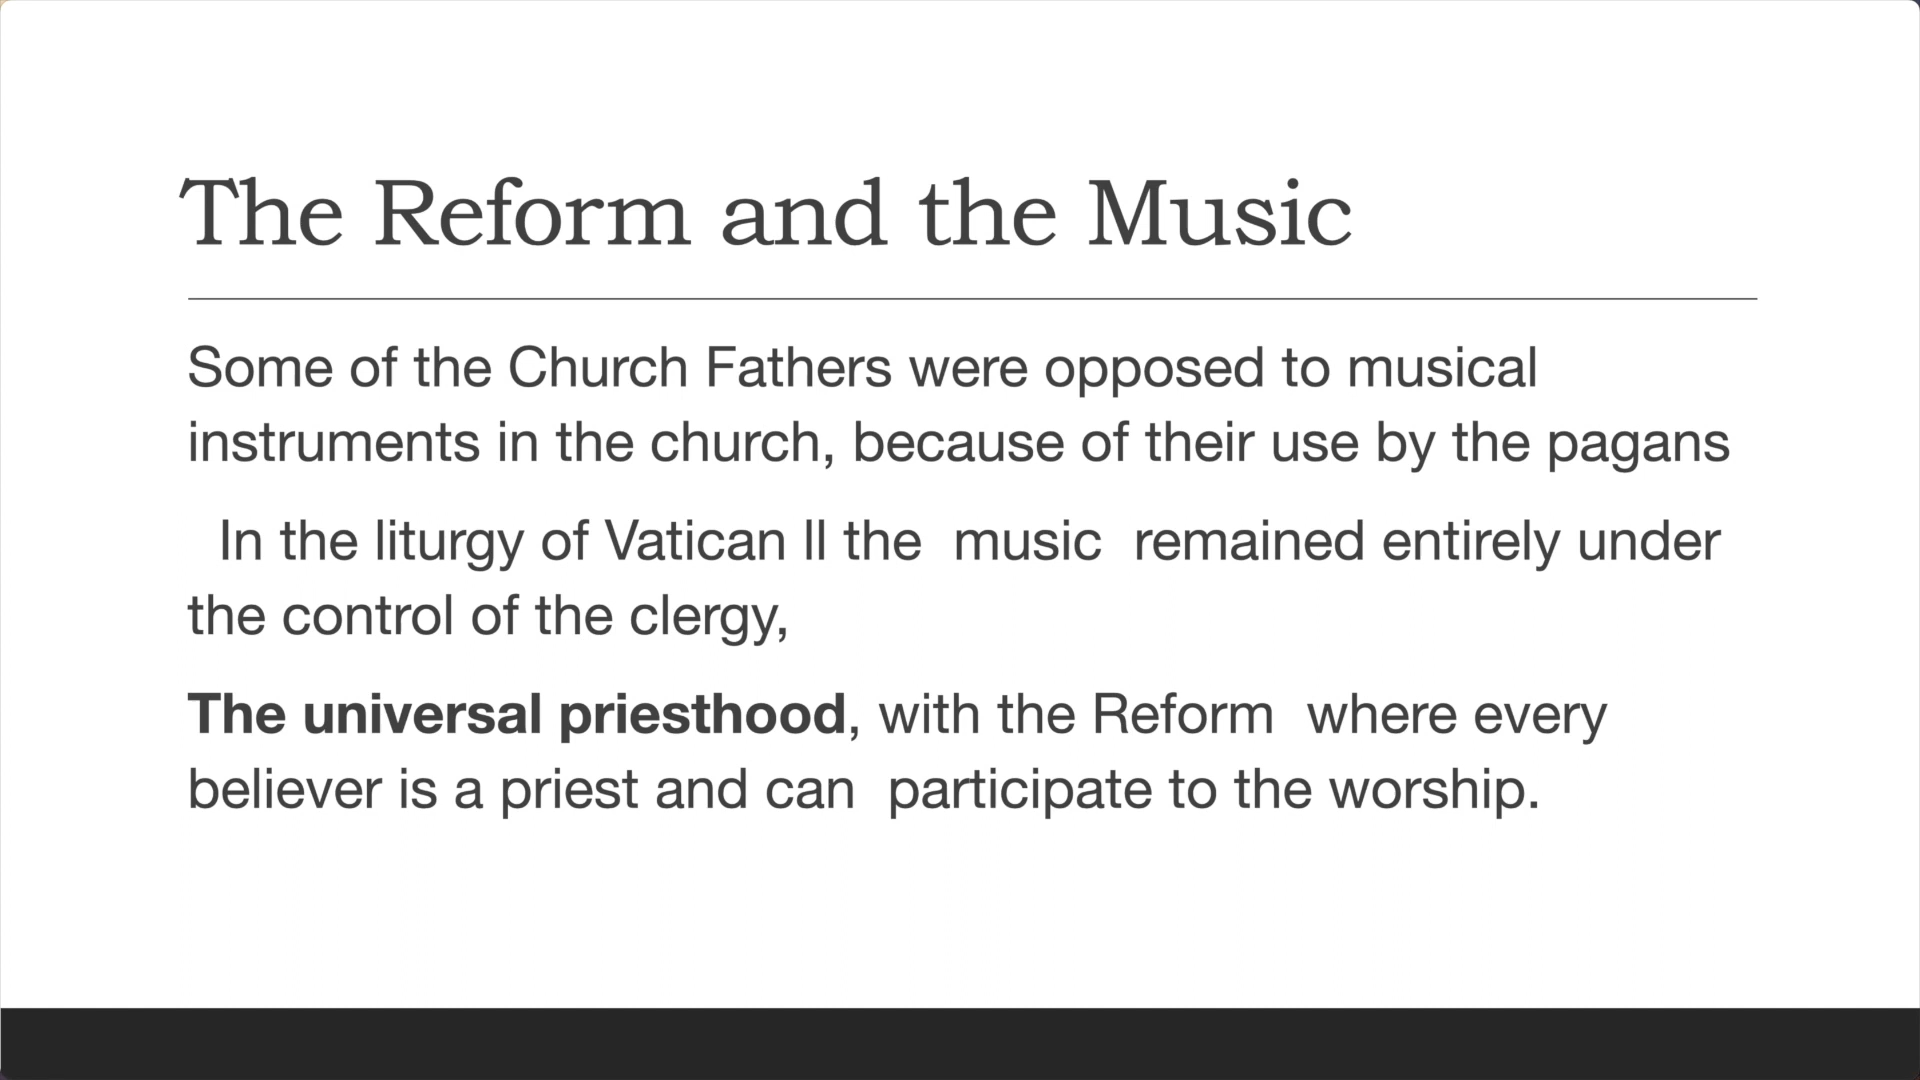 The Reform and the Music
Some of the Church Fathers were opposed to musical
instruments in the church, because of their use by the pagans
In the liturgy of Vatican II the  music  remained entirely under
the control of the clergy,
The universal priesthood, with the Reform  where every
believer is a priest and can  participate to the worship.